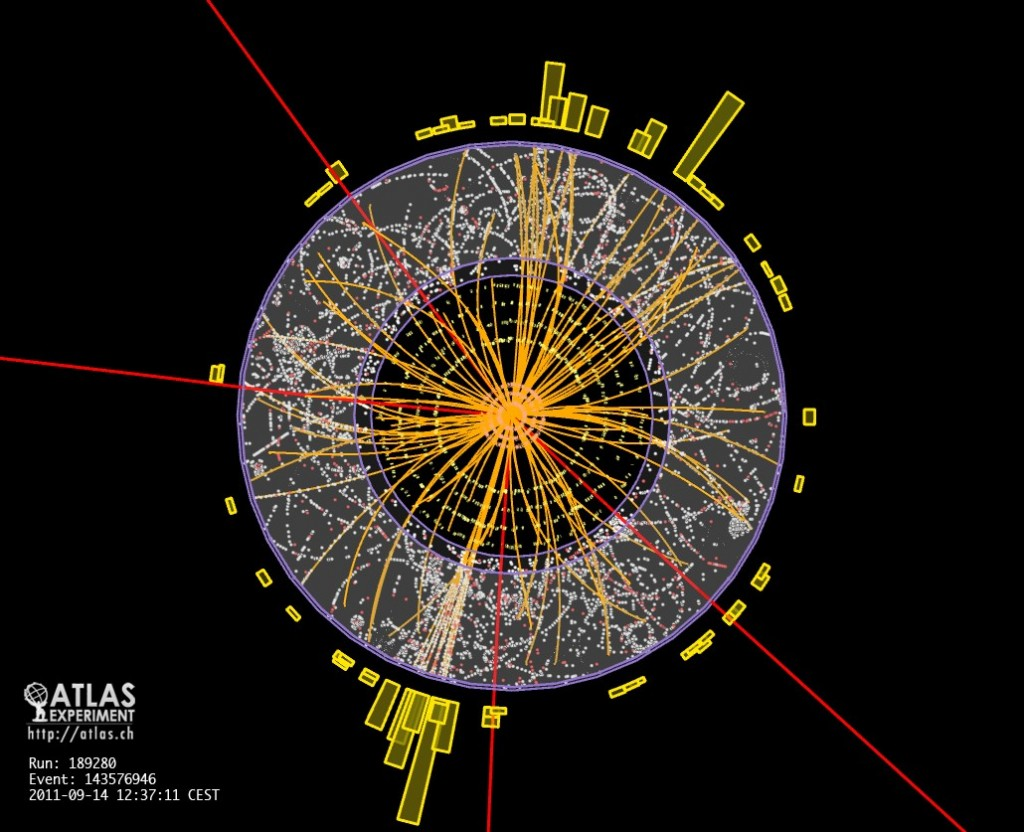 ATLAS
EXPERIMENT
http://atlas.ch
Run: 189280
Event: 143576946
2011-09-14 12:37:11 CEST